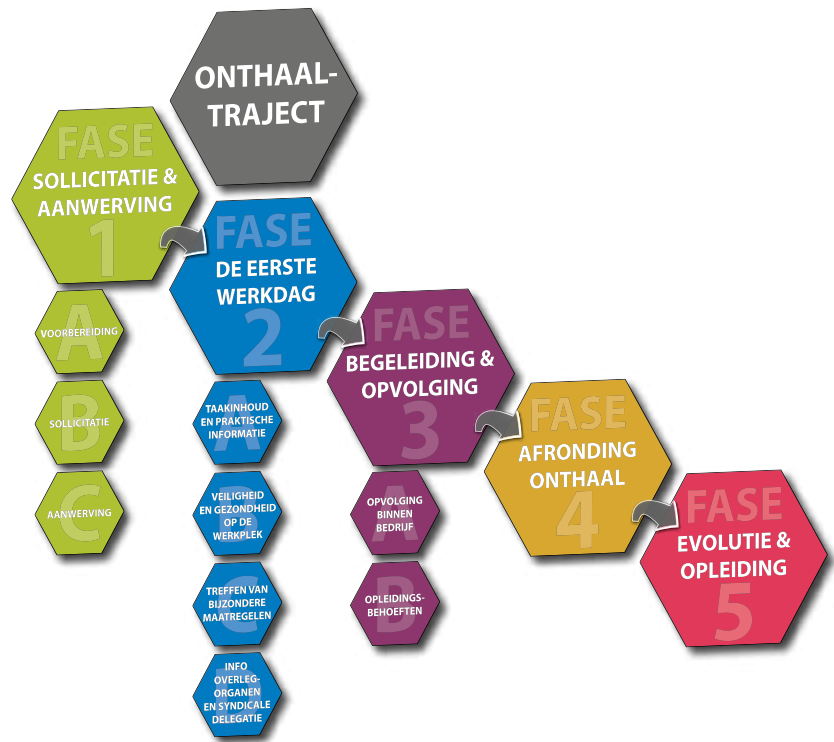 ONTHAAL-
TRAJECT
FASE
SOLLICITATIE &
AANWERVING
1
A
VOORBEREIDING
B
SOLLICITATIE
C
AANWERVING
FASE
DE EERSTE
WERKDAG
2
A
TAAKINHOUD
EN PRAKTISCHE
INFORMATIE
B
VEILIGHEID
EN GEZONDHEID
OP DE
WERKPLEK
C
TREFFEN VAN
BIJZONDERE
MAATREGELEN
D
INFO
OVERLEG-
ORGANEN
EN SYNDICALE
DELEGATIE
FASE
BEGELEIDING &
OPVOLGING
3
A
OPVOLGING
BINNEN
BEDRIJF
B
OPLEIDINGS-
BEHOEFTEN
FASE
AFRONDING
ONTHAAL
4
FASE
EVOLUTIE &
OPLEIDING
5